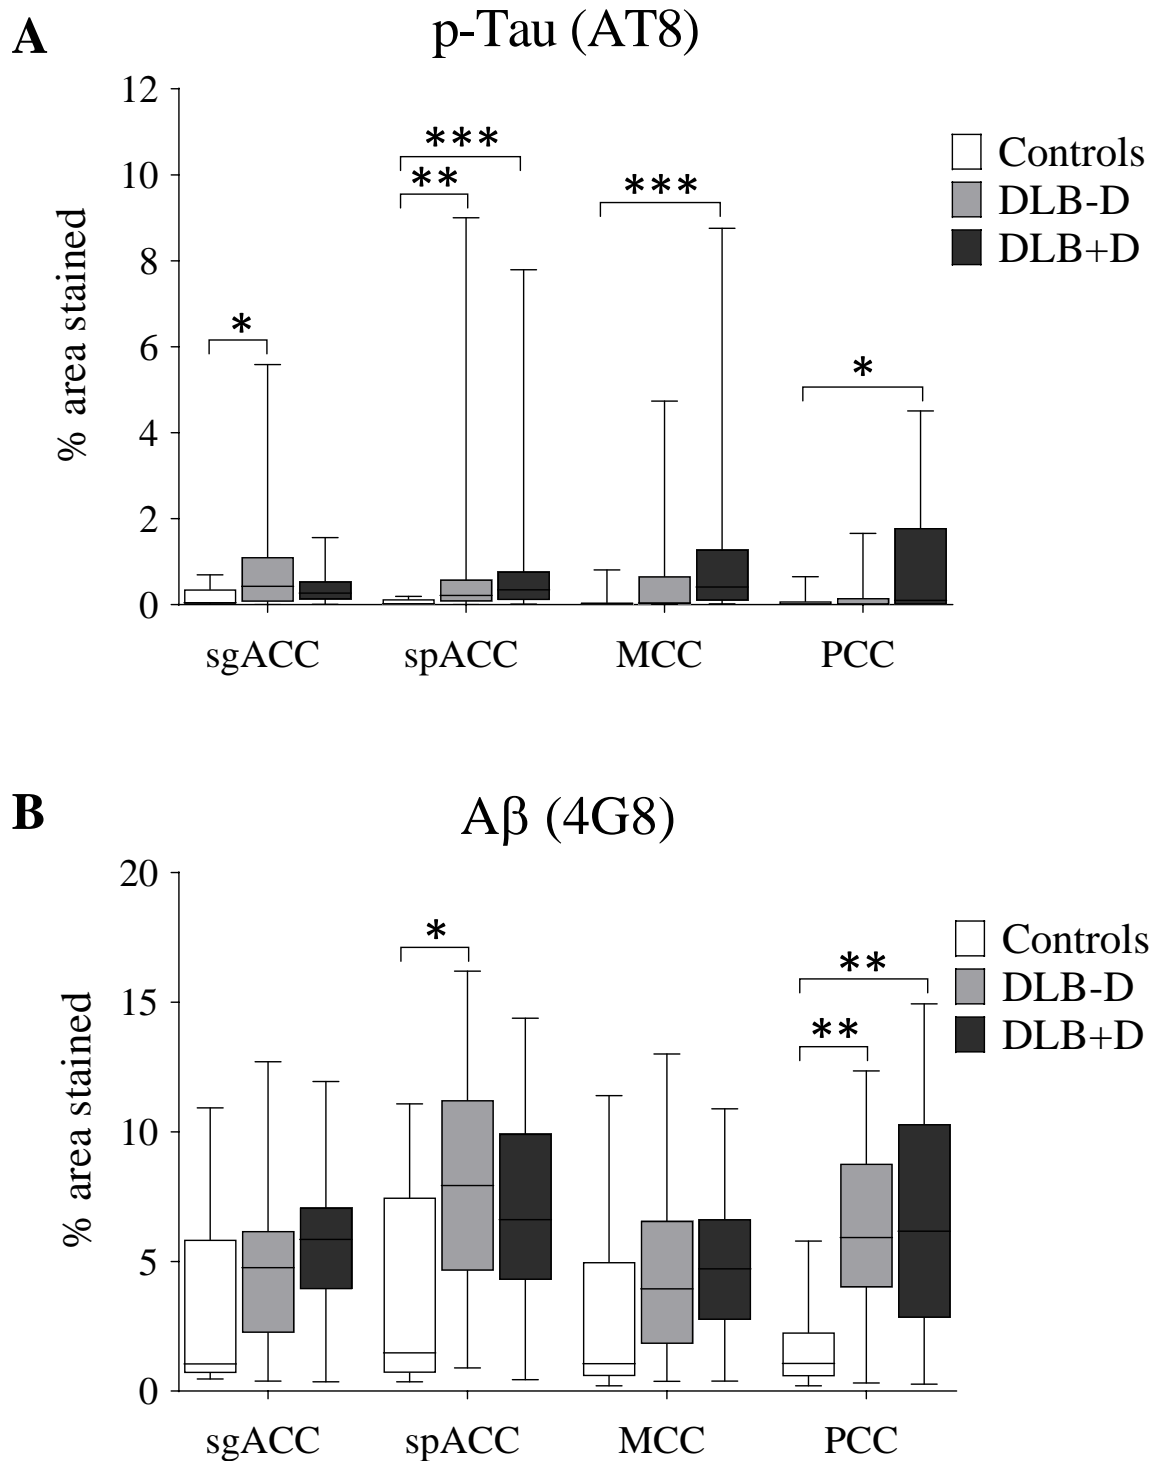 A
p-Tau (AT8)
% area stained
12
10
8
6
4
2
0
*
***
**
***
*
Controls
DLB-D
DLB+D
sgACC spACC MCC PCC
B
Aβ (4G8)
% area stained
20
15
10
5
0
*
**
**
Controls
DLB-D
DLB+D
sgACC spACC MCC PCC